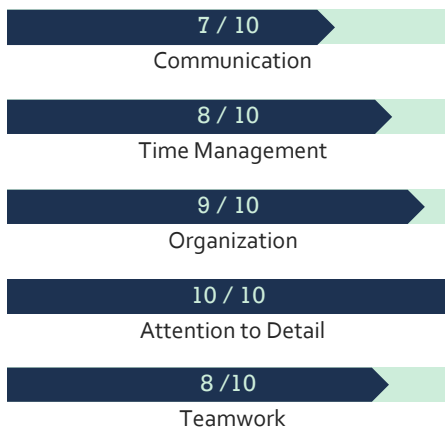 7 / 10
Communication
8 / 10
Time Management
9 / 10
Organization
10 / 10
Attention to Detail
8 /10
Teamwork